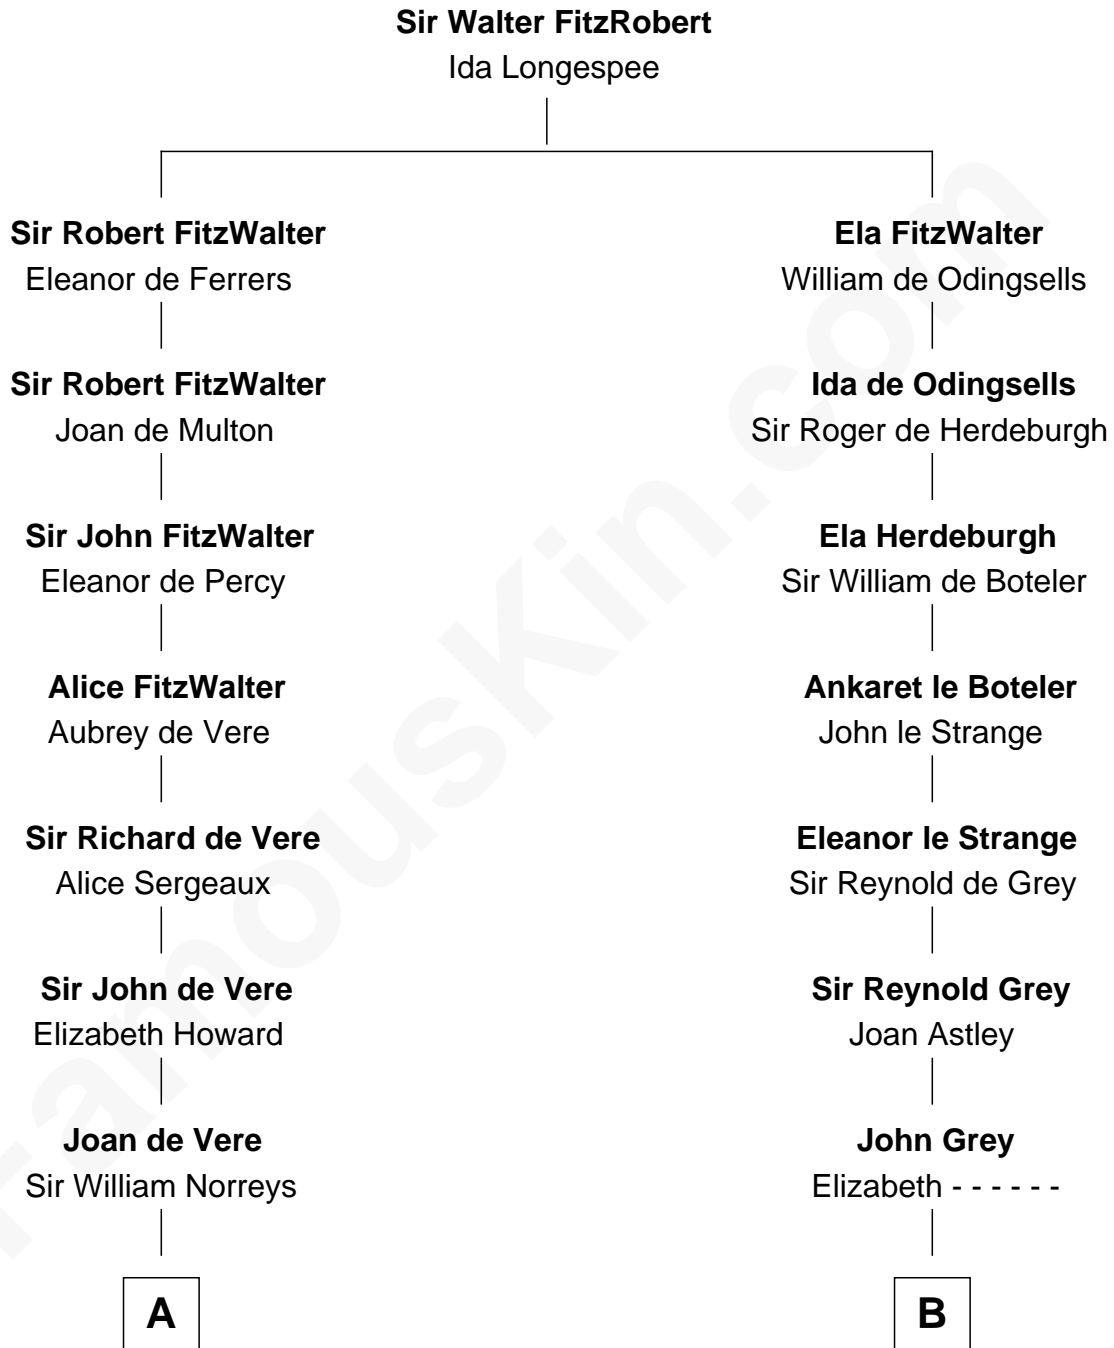 Sir Walter FitzRobert
Ida Longespee
Sir Robert FitzWalter
Eleanor de Ferrers
Ela FitzWalter
William de Odingsells
Sir Robert FitzWalter
Joan de Multon
Ida de Odingsells
Sir Roger de Herdeburgh
Sir John FitzWalter
Eleanor de Percy
Ela Herdeburgh
Sir William de Boteler
Alice FitzWalter
Aubrey de Vere
Ankaret le Boteler
John le Strange
Sir Richard de Vere
Alice Sergeaux
Eleanor le Strange
Sir Reynold de Grey
Sir John de Vere
Elizabeth Howard
Sir Reynold Grey
Joan Astley
Joan de Vere
Sir William Norreys
John Grey
Elizabeth - - - - - -
A
B
FamousKin.com